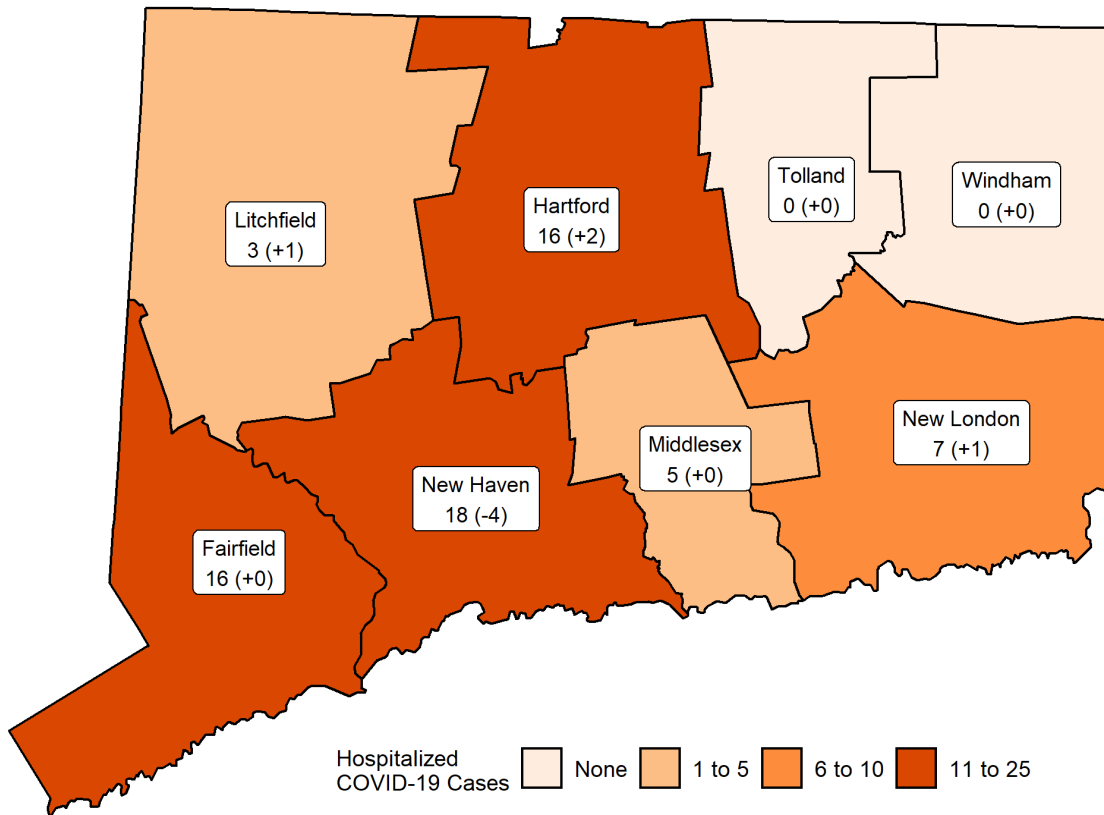 Tolland
0 (+0)
Windham
0 (+0)
Litchfield
3 (+1)
Hartford
16 (+2)
New London
7 (+1)
Middlesex
5 (+0)
New Haven
18 (-4)
Fairfield
16 (+0)
Hospitalized
COVID-19 Cases
None
1 to 5
6 to 10
11 to 25